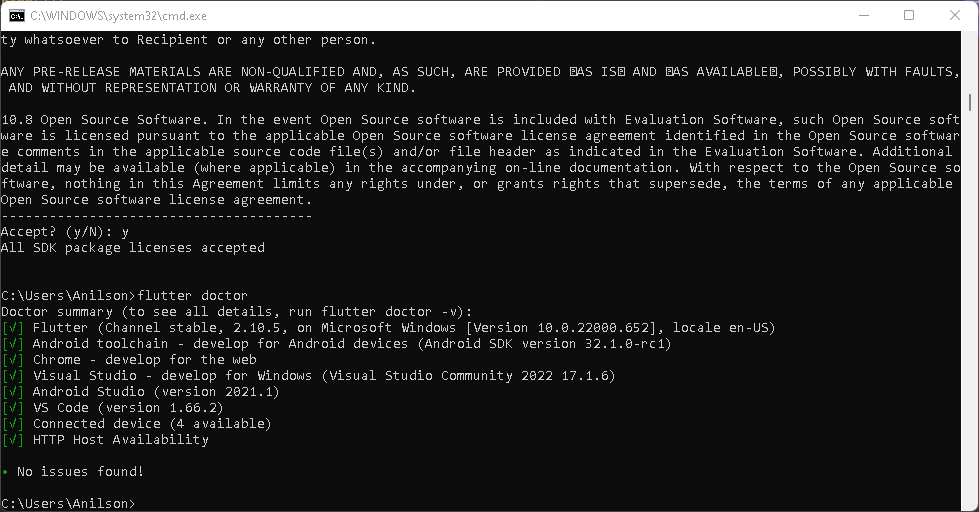 C:\WINDOWS\system32\cmd.exe
ty whatsoever to Recipient or any other person.
ANY PRE-RELEASE MATERIALS ARE NON-QUALIFIED AND, AS SUCH, ARE PROVIDED �AS IS� AND �AS AVAILABLE�, POSSIBLY WITH FAULTS,
 AND WITHOUT REPRESENTATION OR WARRANTY OF ANY KIND.
10.8 Open Source Software. In the event Open Source software is included with Evaluation Software, such Open Source soft
ware is licensed pursuant to the applicable Open Source software license agreement identified in the Open Source softwar
e comments in the applicable source code file(s) and/or file header as indicated in the Evaluation Software. Additional
detail may be available (where applicable) in the accompanying on-line documentation. With respect to the Open Source so
ftware, nothing in this Agreement limits any rights under, or grants rights that supersede, the terms of any applicable
Open Source software license agreement.
---------------------------------------
Accept? (y/N): y
All SDK package licenses accepted
C:\Users\Anilson>flutter doctor
Doctor summary (to see all details, run flutter doctor -v):
[√] Flutter (Channel stable, 2.10.5, on Microsoft Windows [Version 10.0.22000.652], locale en-US)
[√] Android toolchain - develop for Android devices (Android SDK version 32.1.0-rc1)
[√] Chrome - develop for the web
[√] Visual Studio - develop for Windows (Visual Studio Community 2022 17.1.6)
[√] Android Studio (version 2021.1)
[√] VS Code (version 1.66.2)
[√] Connected device (4 available)
[√] HTTP Host Availability
• No issues found!
C:\Users\Anilson>